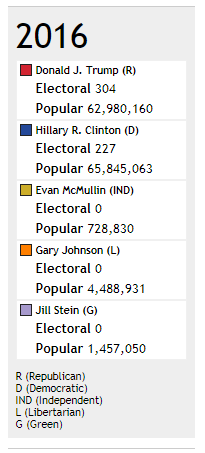 2016
Donald J. Trump (R)
Electoral 304
Popular 62,980,160
Hillary R. Clinton (D)
Electoral 227
Popular 65,845,063
Evan McMullin (IND)
Electoral 0
Popular 728,830
Gary Johnson (L)
Electoral 0
Popular 4,488,931
Jill Stein (G)
Electoral 0
Popular 1,457,050
R (Republican)
D (Democratic)
IND (Independent)
L (Libertarian)
G (Green)